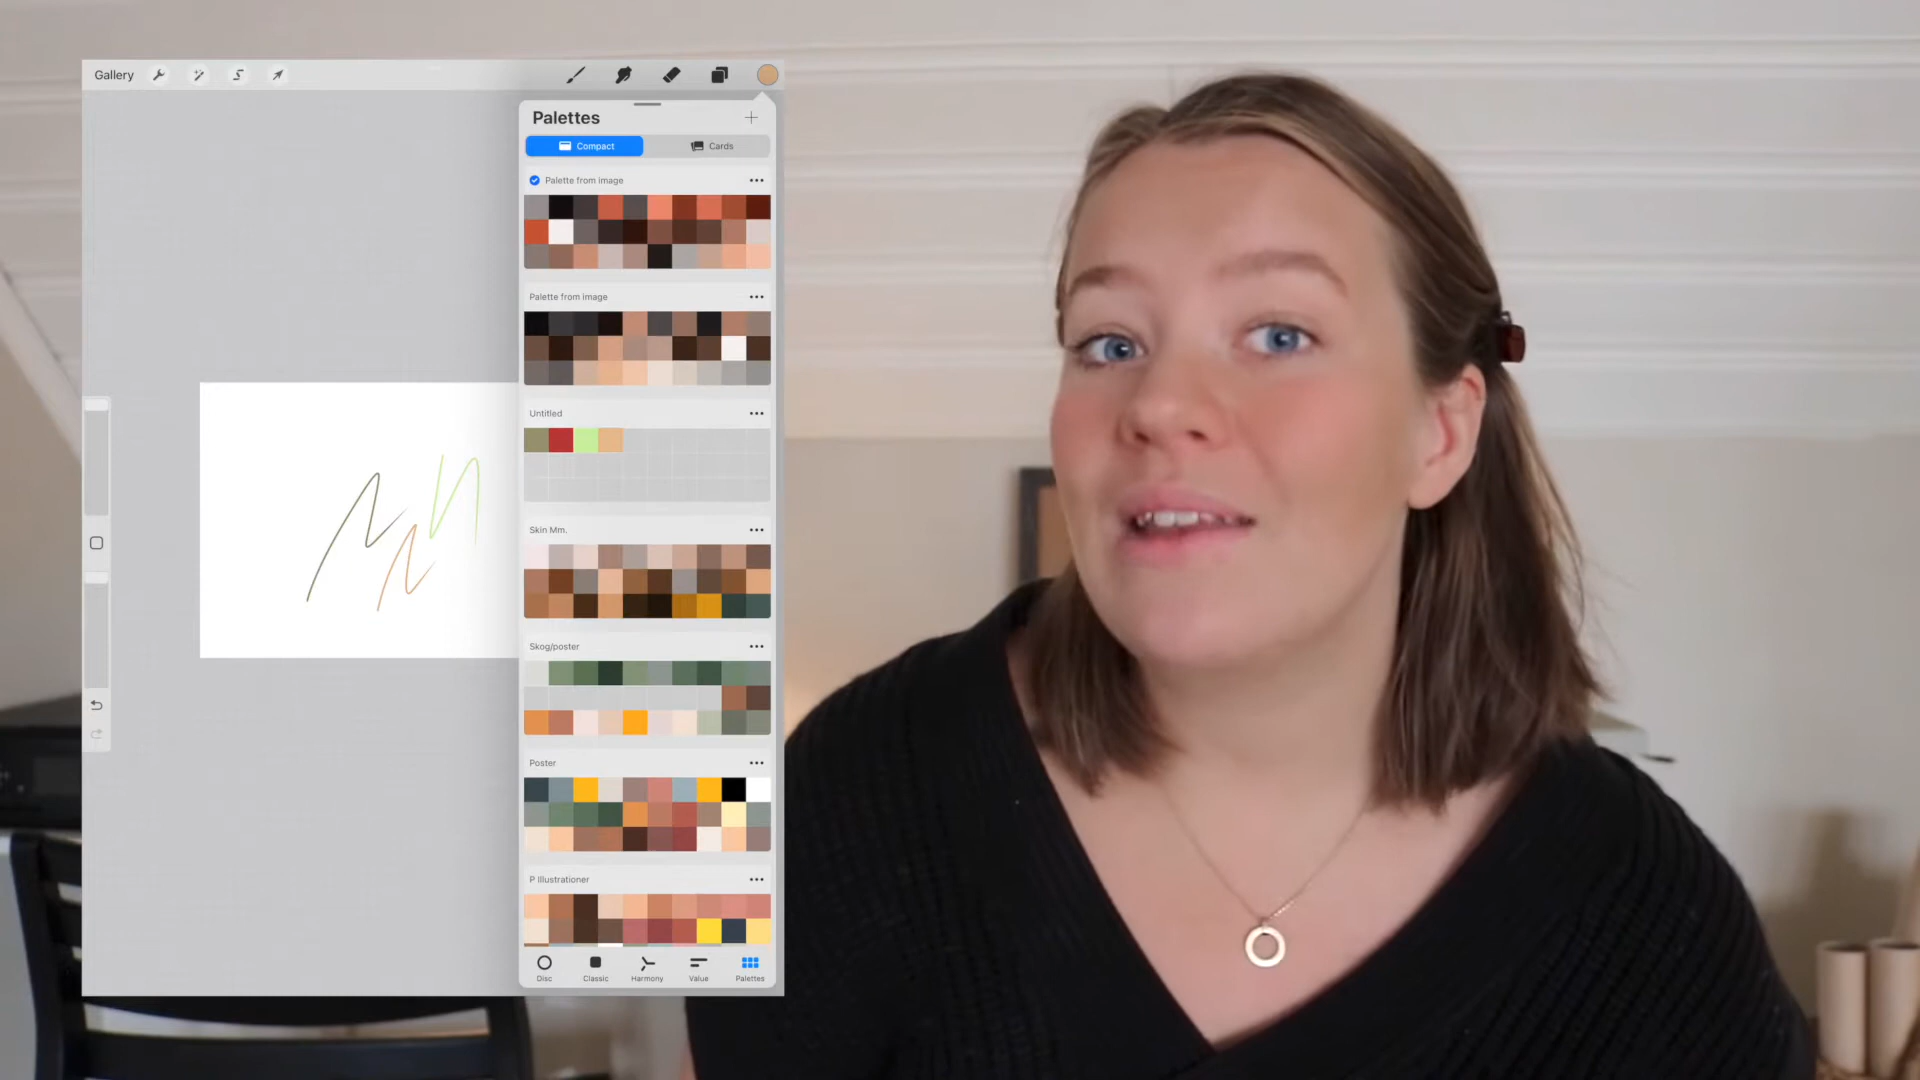 Gallery
Palettes
Compact
Cards
Palette from image
Palette from image
Untitled
Skin Mm.
Skog/poster
Poster
P Illustrationer
Disc
Classic
Harmony
Value
Palettes